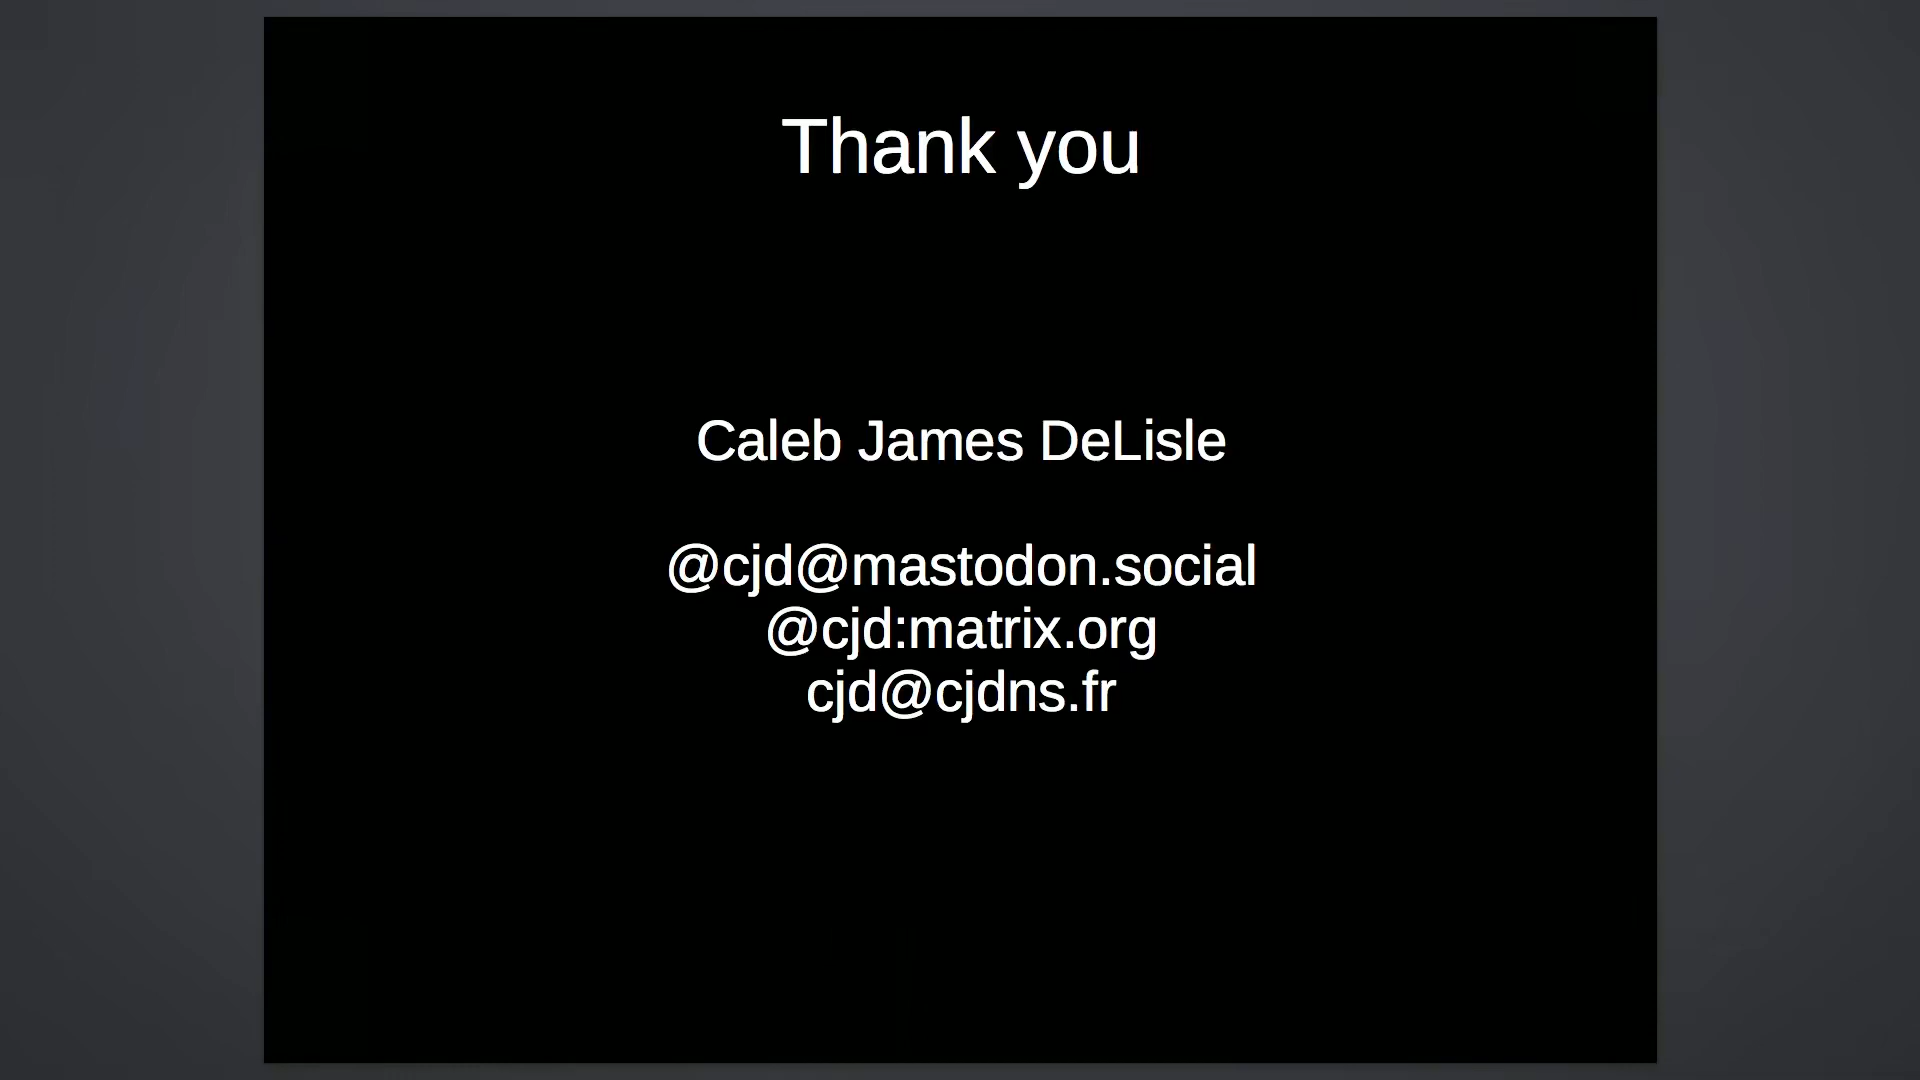 Thank you
Caleb James DeLisle
@cjd@mastodon.social
@cjd:matrix.org
cjd@cjdns.fr